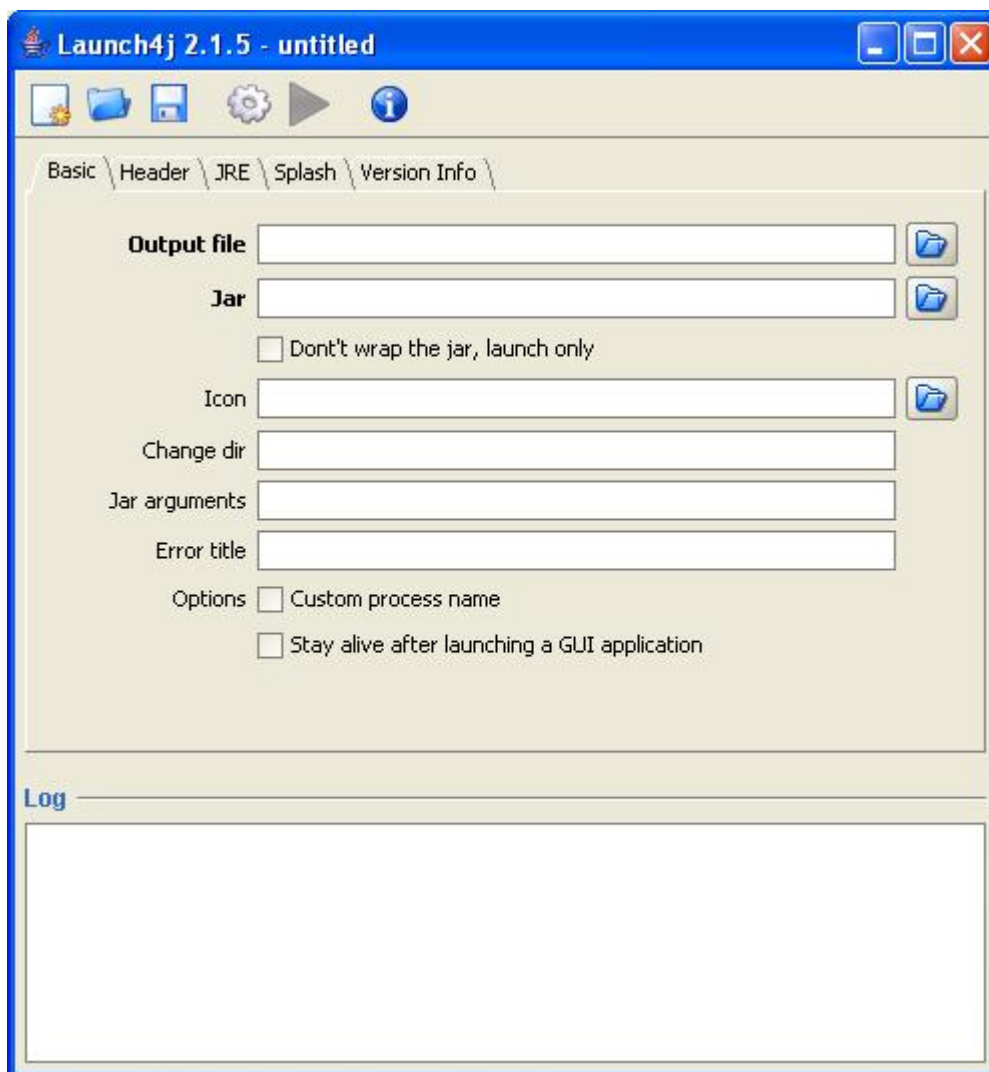 Launch4j 2.1.5 - untitled
Basic Header JRE Splash Version Info
Output file
Jar
Dont't wrap the jar, launch only
Icon
Change dir
Jar arguments
Error title
Options Custom process name
Stay alive after launching a GUI application
Log